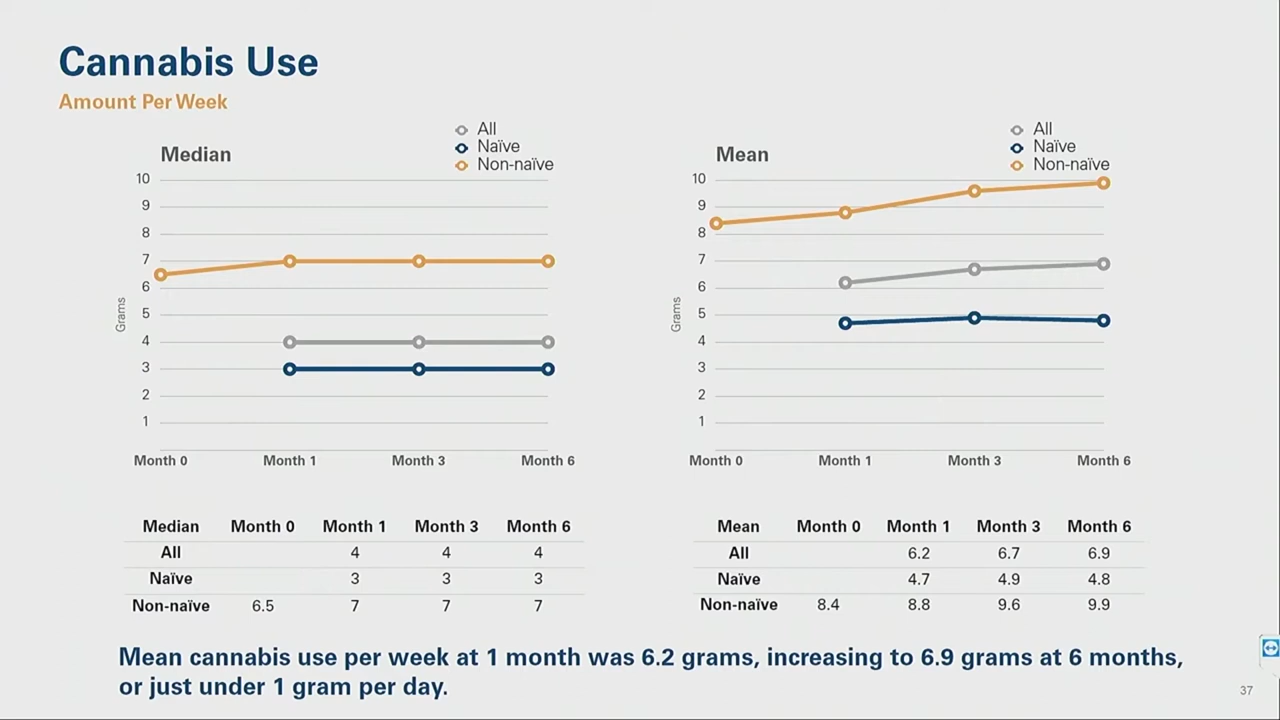 Cannabis Use
Amount Per Week
Median
All
Naïve
Non-naïve
10
9
8
7
6
5
4
3
2
1
Grams
Month 0 Month 1 Month 3 Month 6
Mean
All
Naïve
Non-naïve
10
9
8
7
6
5
4
3
2
1
Grams
Month 0 Month 1 Month 3 Month 6
Median Month 0 Month 1 Month 3 Month 6
All 4 4 4
Naïve 3 3 3
Non-naïve 6.5 7 7 7
Mean Month 0 Month 1 Month 3 Month 6
All 6.2 6.7 6.9
Naïve 4.7 4.9 4.8
Non-naïve 8.4 8.8 9.6 9.9
Mean cannabis use per week at 1 month was 6.2 grams, increasing to 6.9 grams at 6 months,
or just under 1 gram per day.
37